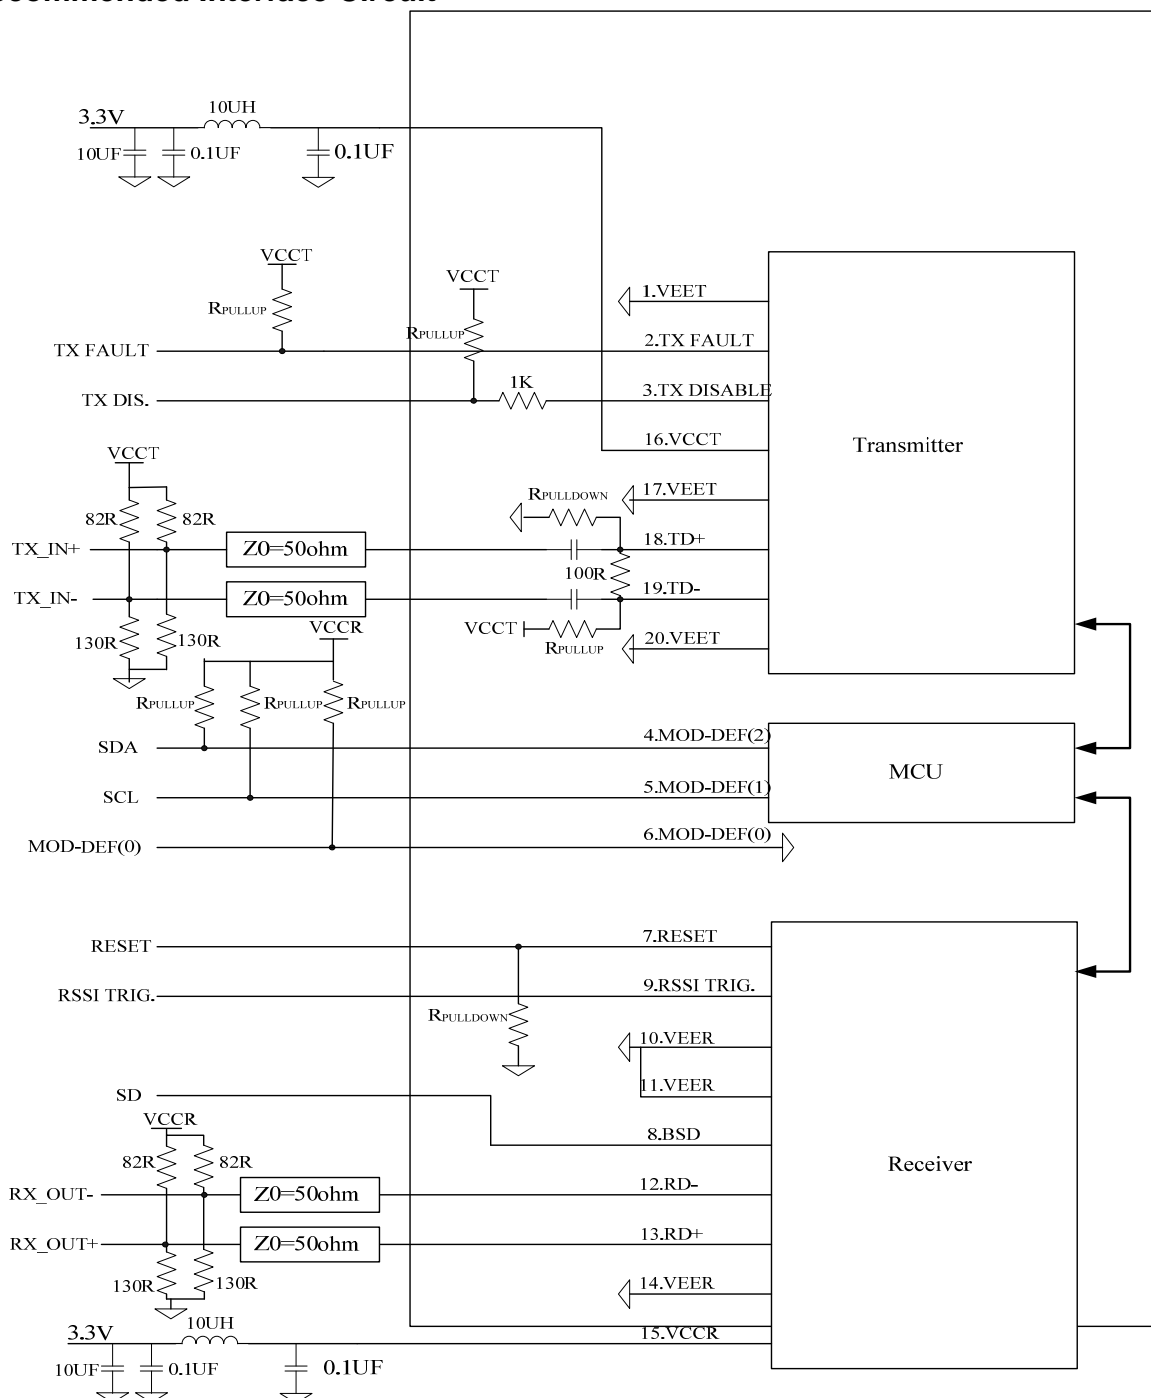 3.3V
10UH
10UF
0.1UF
0.1UF
VCCT
RPULLUP
VCCT
RPULLUP
1.VEET
TX FAULT
2.TX FAULT
TX DIS.
1K
3.TX DISABLE
16.VCCT
Transmitter
VCCT
82R
82R
RPULLDOWN
17.VEET
TX_IN+
Z0=50ohm
18.TD+
100R
TX_IN-
Z0=50ohm
19.TD-
130R
130R
VCCR
VCCT
RPULLUP
20.VEET
RPULLUP
RPULLUP
RPULLUP
SDA
4.MOD-DEF(2)
MCU
SCL
5.MOD-DEF(1)
MOD-DEF(0)
6.MOD-DEF(0)
RESET
7.RESET
RSSI TRIG.
9.RSSI TRIG.
RPULLDOWN
10.VEER
11.VEER
SD
8.BSD
VCCR
82R
82R
Receiver
RX_OUT-
Z0=50ohm
12.RD-
RX_OUT+
Z0=50ohm
13.RD+
130R
130R
14.VEER
3.3V
10UH
15.VCCR
10UF
0.1UF
0.1UF